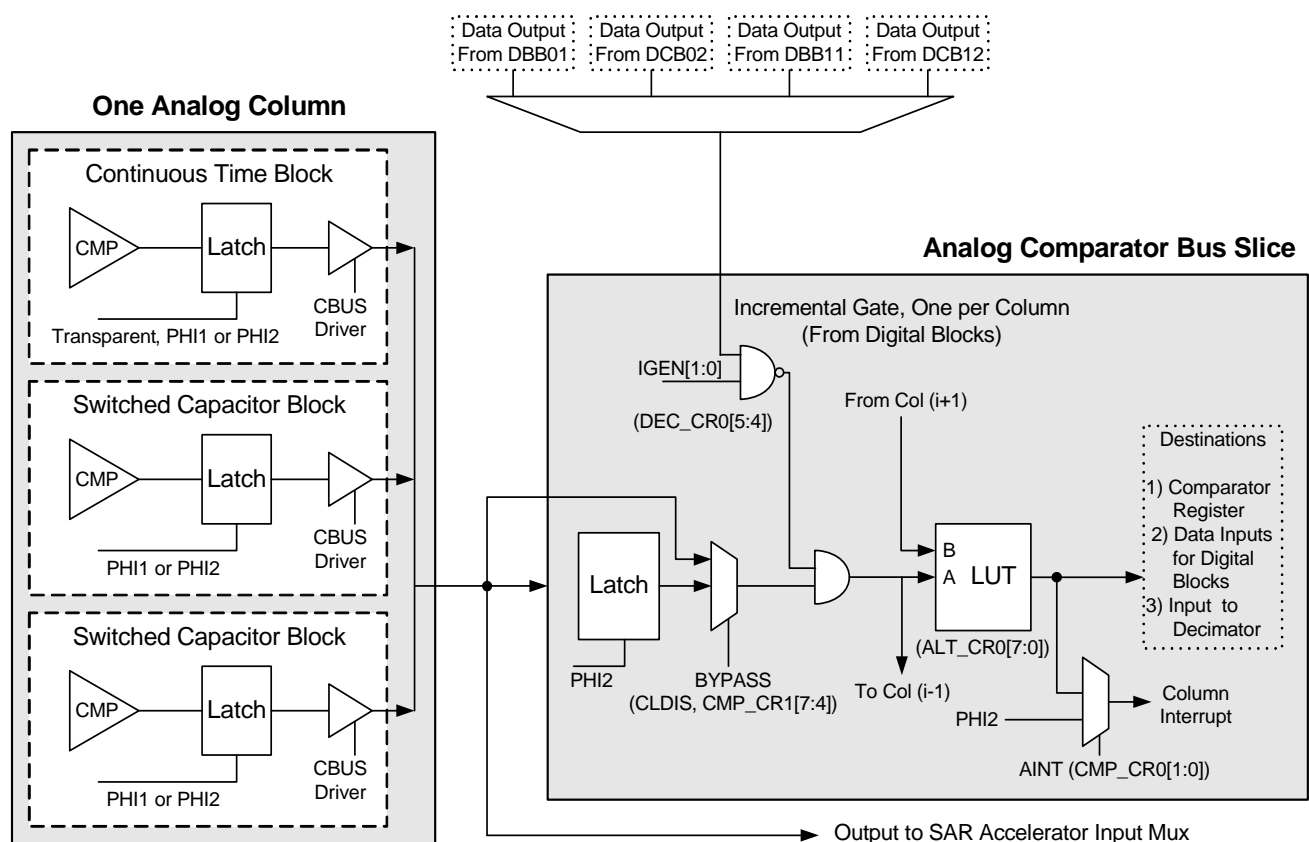 Data Output
From DBB01
Data Output
From DCB02
Data Output
From DBB11
Data Output
From DCB12
One Analog Column
Continuous Time Block
CMP
Latch
CBUS
Driver
Transparent, PHI1 or PHI2
Switched Capacitor Block
CMP
Latch
CBUS
Driver
PHI1 or PHI2
Switched Capacitor Block
CMP
Latch
CBUS
Driver
PHI1 or PHI2
Analog Comparator Bus Slice
Incremental Gate, One per Column
(From Digital Blocks)
IGEN[1:0]
(DEC_CR0[5:4])
From Col (i+1)
Latch
PHI2
BYPASS
(CLDIS, CMP_CR1[7:4])
B
A
LUT
(ALT_CR0[7:0])
To Col (i-1)
Destinations
1) Comparator
Register
2) Data Inputs
for Digital
Blocks
3) Input to
Decimator
PHI2
Column
Interrupt
AINT (CMP_CR0[1:0])
Output to SAR Accelerator Input Mux